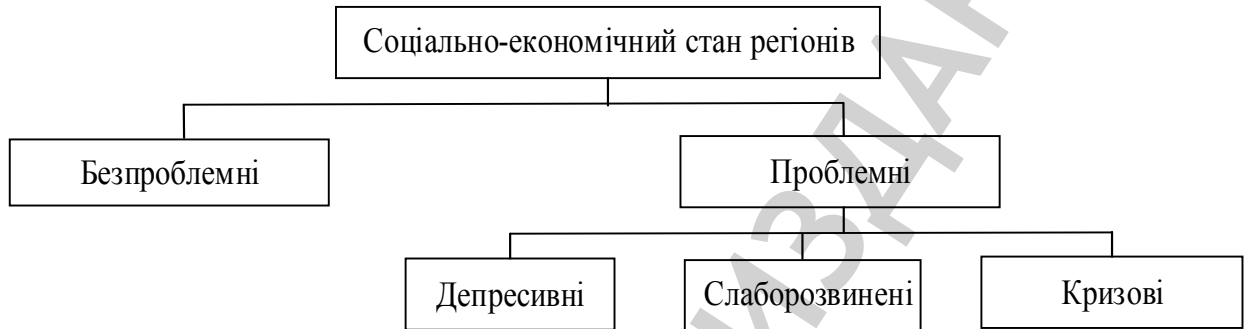 Соціально-економічний стан регіонів
Безпроблемні
Проблемні
Депресивні
Слаборозвинені
Кризові